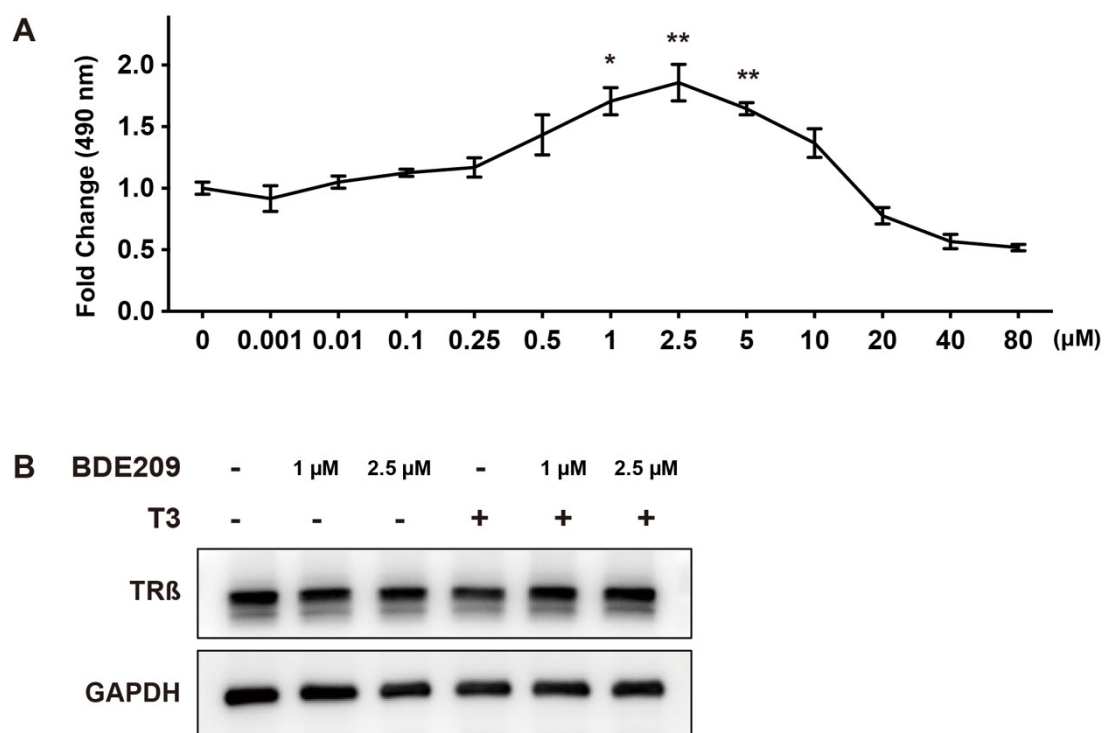 A
Fold Change (490 nm)
2.0
1.5
1.0
0.5
0.0
* ** **
0 0.001 0.01 0.1 0.25 0.5 1 2.5 5 10 20 40 80 (μM)
B
BDE209 - 1 μM 2.5 μM - 1 μM 2.5 μM
T3 - - - + + +
TRß
GAPDH